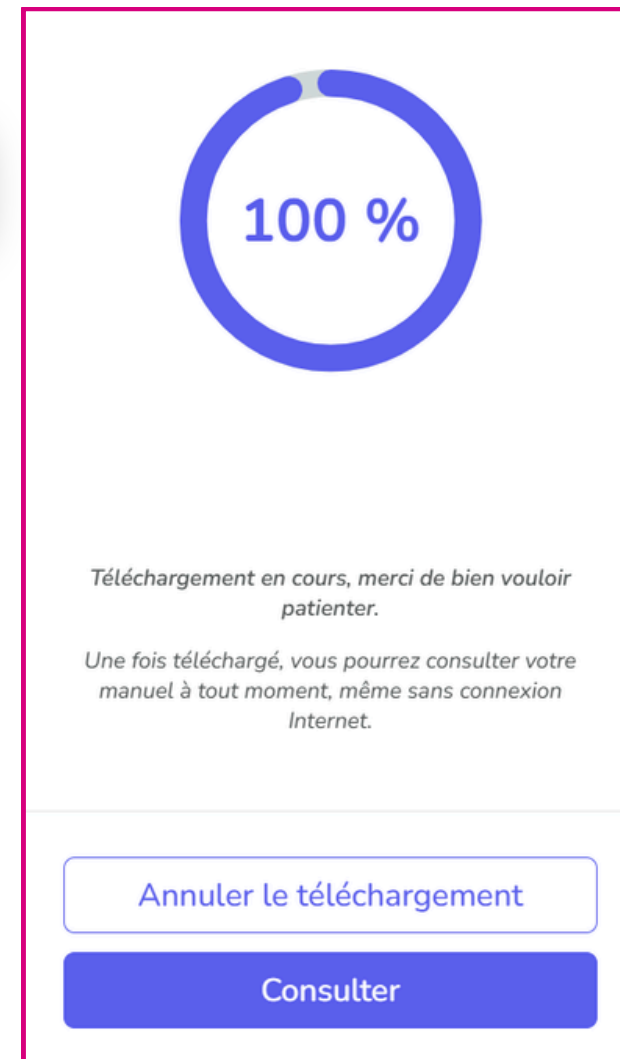 100 %
Téléchargement en cours, merci de bien vouloir
patienter.
Une fois téléchargé, vous pourrez consulter votre
manuel à tout moment, même sans connexion
Internet.
Annuler le téléchargement
Consulter